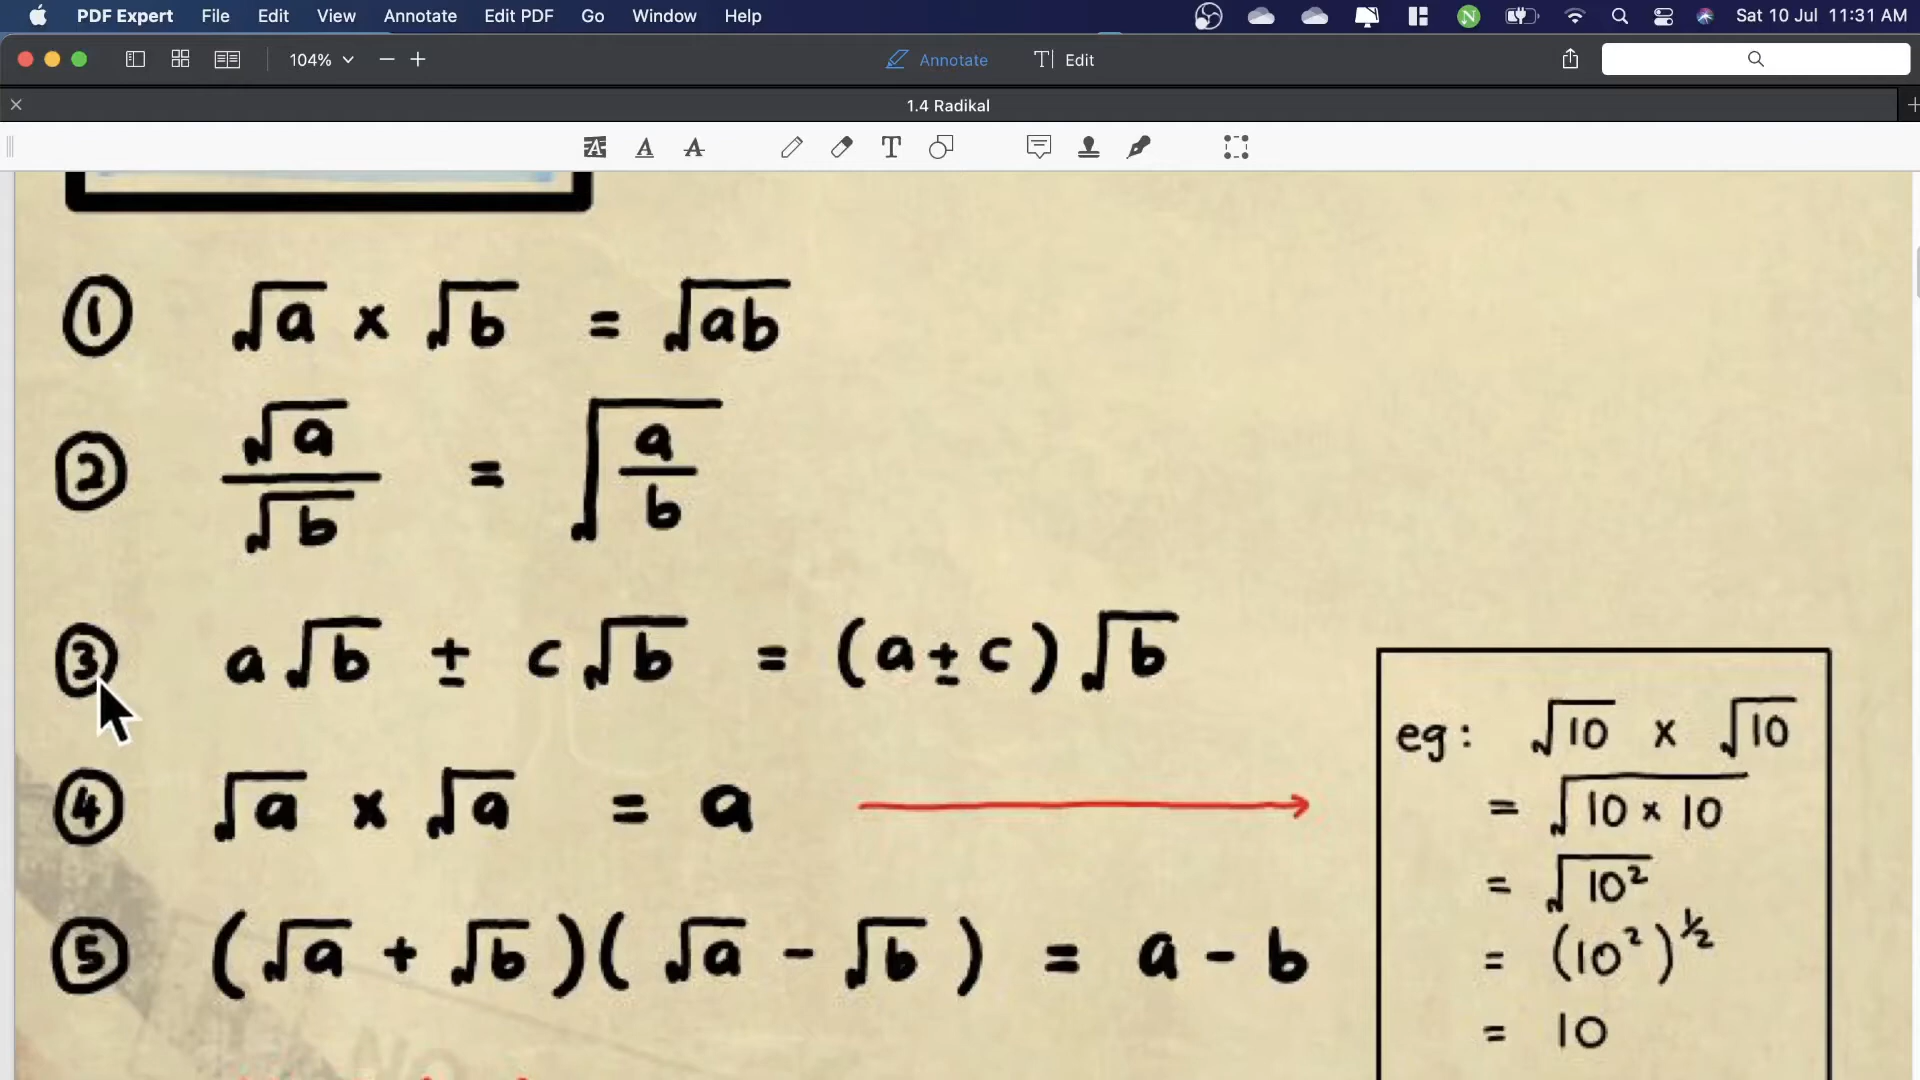 PDF Expert File Edit View Annotate Edit PDF Go Window Help Sat 10 Jul 11:31 AM
104% Annotate Edit
1.4 Radikal
① √a × √b = √ab
② √a/√b = √(a/b)
③ a√b ± c√b = (a ± c)√b
④ √a × √a = a
⑤ (√a + √b)(√a - √b) = a - b
eg: √10 × √10
= √10 × 10
= √10²
= (10²)^½
= 10